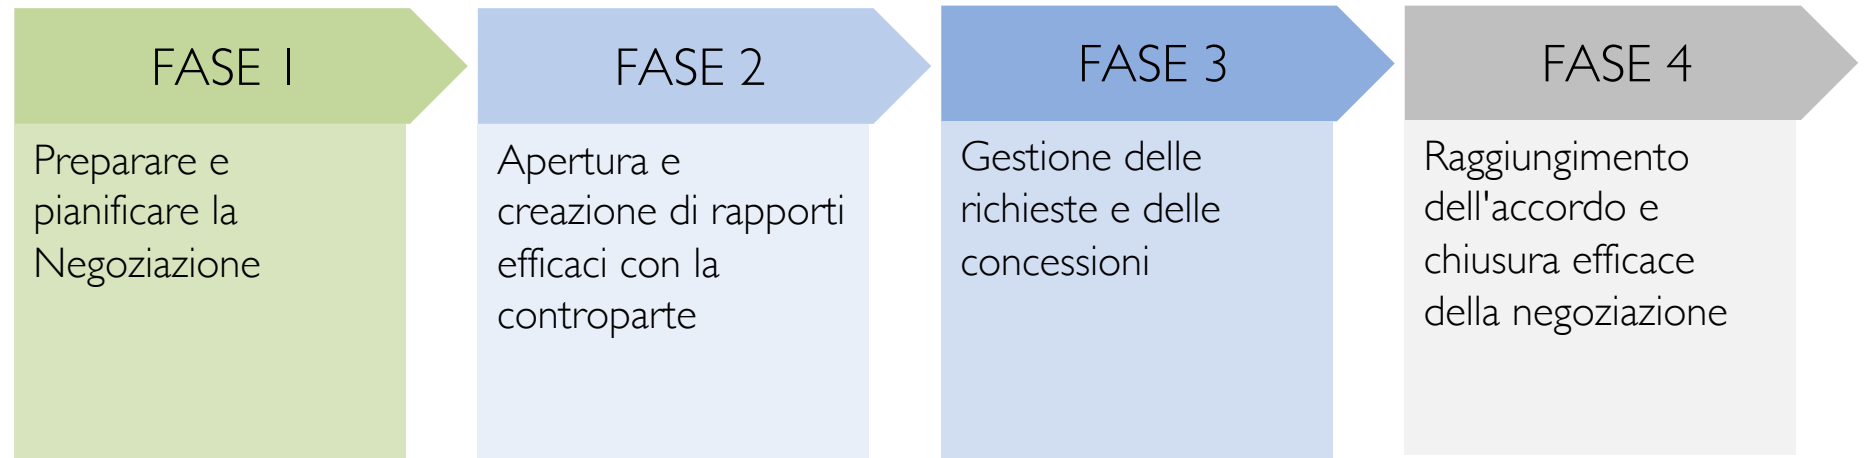 FASE 1
Preparare e
pianificare la
Negoziazione
FASE 2
Apertura e
creazione di rapporti
efficaci con la
controparte
FASE 3
Gestione delle
richieste e delle
concessioni
FASE 4
Raggiungimento
dell'accordo e
chiusura efficace
della negoziazione